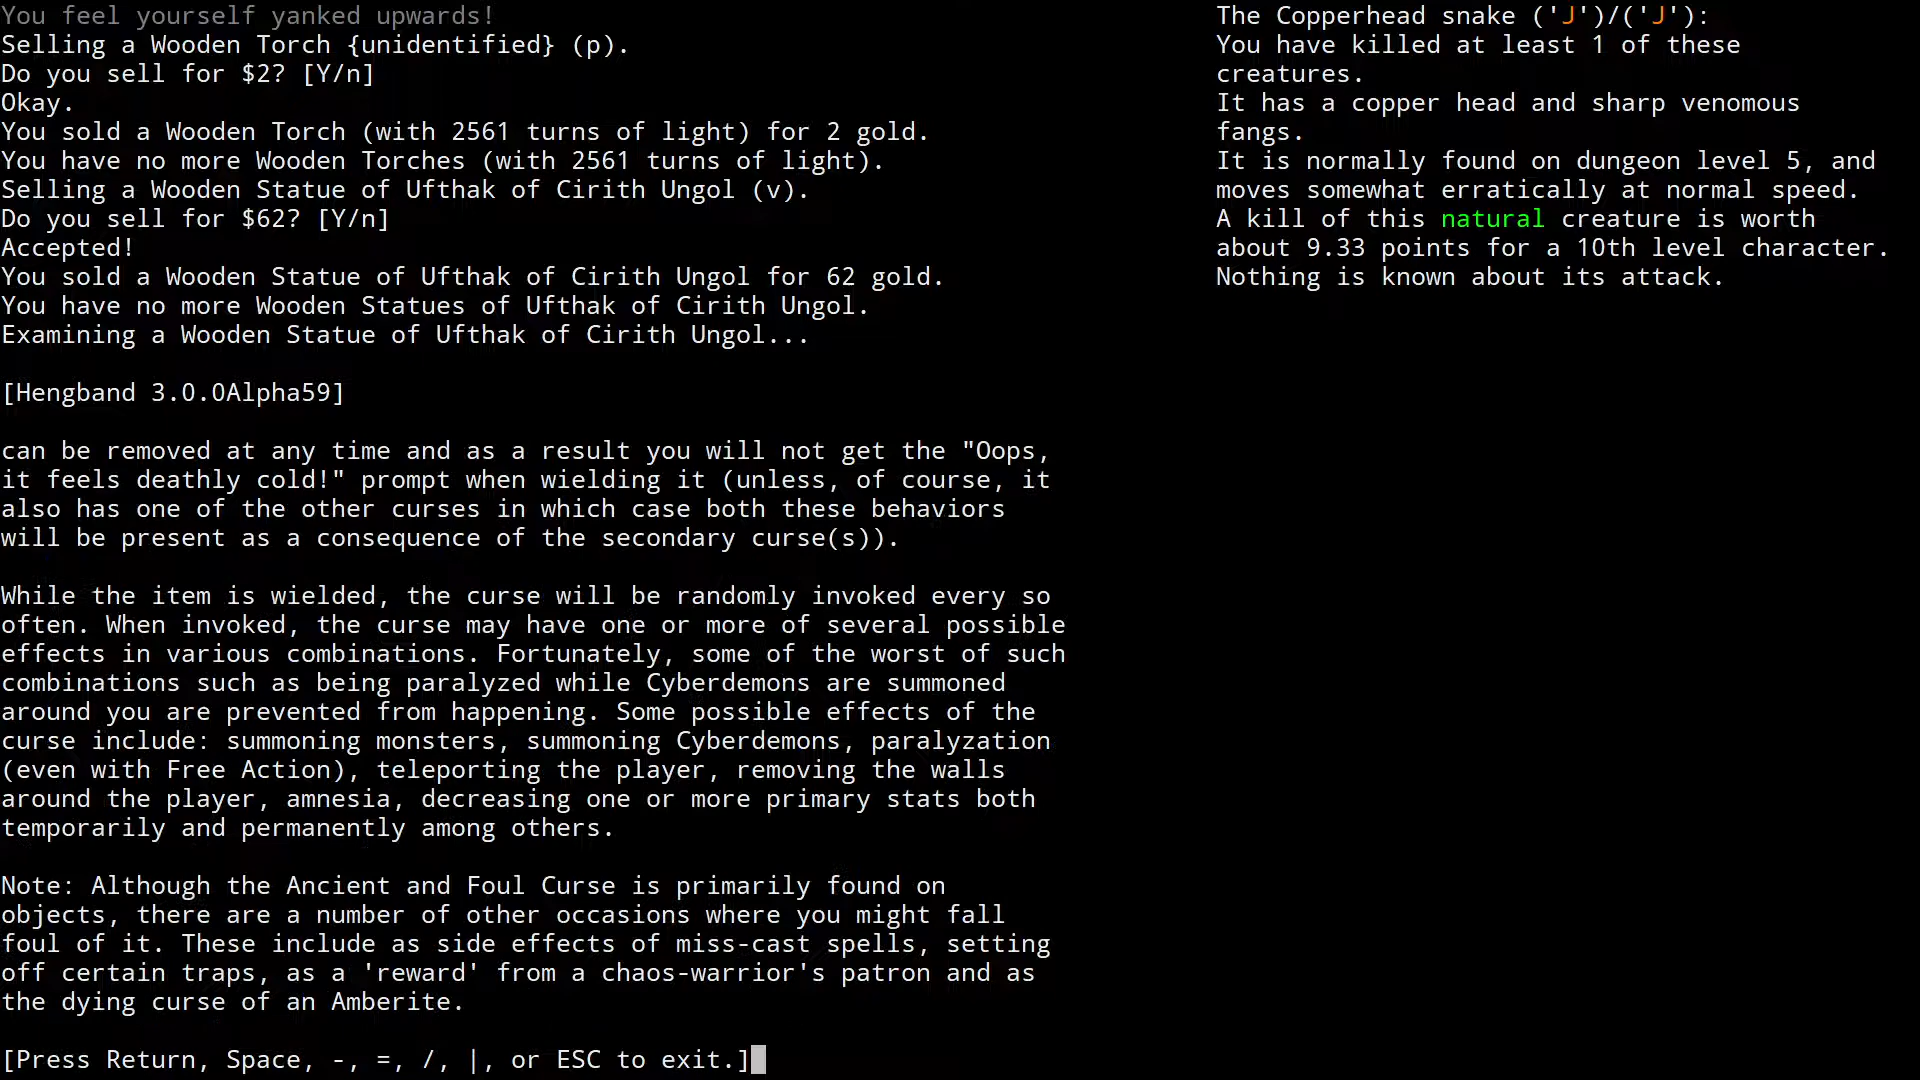 You feel yourself yanked upwards!
Selling a Wooden Torch {unidentified} (p).
Do you sell for $2? [Y/n]
Okay.
You sold a Wooden Torch (with 2561 turns of light) for 2 gold.
You have no more Wooden Torches (with 2561 turns of light).
Selling a Wooden Statue of Ufthak of Cirith Ungol (v).
Do you sell for $62? [Y/n]
Accepted!
You sold a Wooden Statue of Ufthak of Cirith Ungol for 62 gold.
You have no more Wooden Statues of Ufthak of Cirith Ungol.
Examining a Wooden Statue of Ufthak of Cirith Ungol...
[Hengband 3.0.0Alpha59]
can be removed at any time and as a result you will not get the "Oops,
it feels deathly cold!" prompt when wielding it (unless, of course, it
also has one of the other curses in which case both these behaviors
will be present as a consequence of the secondary curse(s)).
While the item is wielded, the curse will be randomly invoked every so
often. When invoked, the curse may have one or more of several possible
effects in various combinations. Fortunately, some of the worst of such
combinations such as being paralyzed while Cyberdemons are summoned
around you are prevented from happening. Some possible effects of the
curse include: summoning monsters, summoning Cyberdemons, paralyzation
(even with Free Action), teleporting the player, removing the walls
around the player, amnesia, decreasing one or more primary stats both
temporarily and permanently among others.
Note: Although the Ancient and Foul Curse is primarily found on
objects, there are a number of other occasions where you might fall
foul of it. These include as side effects of miss-cast spells, setting
off certain traps, as a 'reward' from a chaos-warrior's patron and as
the dying curse of an Amberite.
[Press Return, Space, -, =, /, |, or ESC to exit.]
The Copperhead snake ('J')/('J'):
You have killed at least 1 of these
creatures.
It has a copper head and sharp venomous
fangs.
It is normally found on dungeon level 5, and
moves somewhat erratically at normal speed.
A kill of this natural creature is worth
about 9.33 points for a 10th level character.
Nothing is known about its attack.